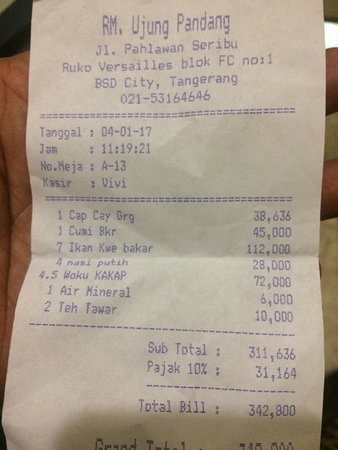 RM. Ujung Pandang
Jl. Pahlawan Seribu
Ruko Versailles blok FC no:1
BSD City, Tangerang
021-53164646
Tanggal : 04-01-17
Jam : 11:19:21
No.Meja : A-13
Kasir : Vivi
1 Cap Cay Grg 38,636
1 Cumi Bkr 45,000
7 Ikan Kwe bakar 112,000
4 nasi putih 28,000
4.5 Woku KAKAP 72,000
1 Air Mineral 6,000
2 Teh Tawar 10,000
Sub Total : 311,636
Pajak 10% : 31,164
Total Bill : 342,800
Grand Total :